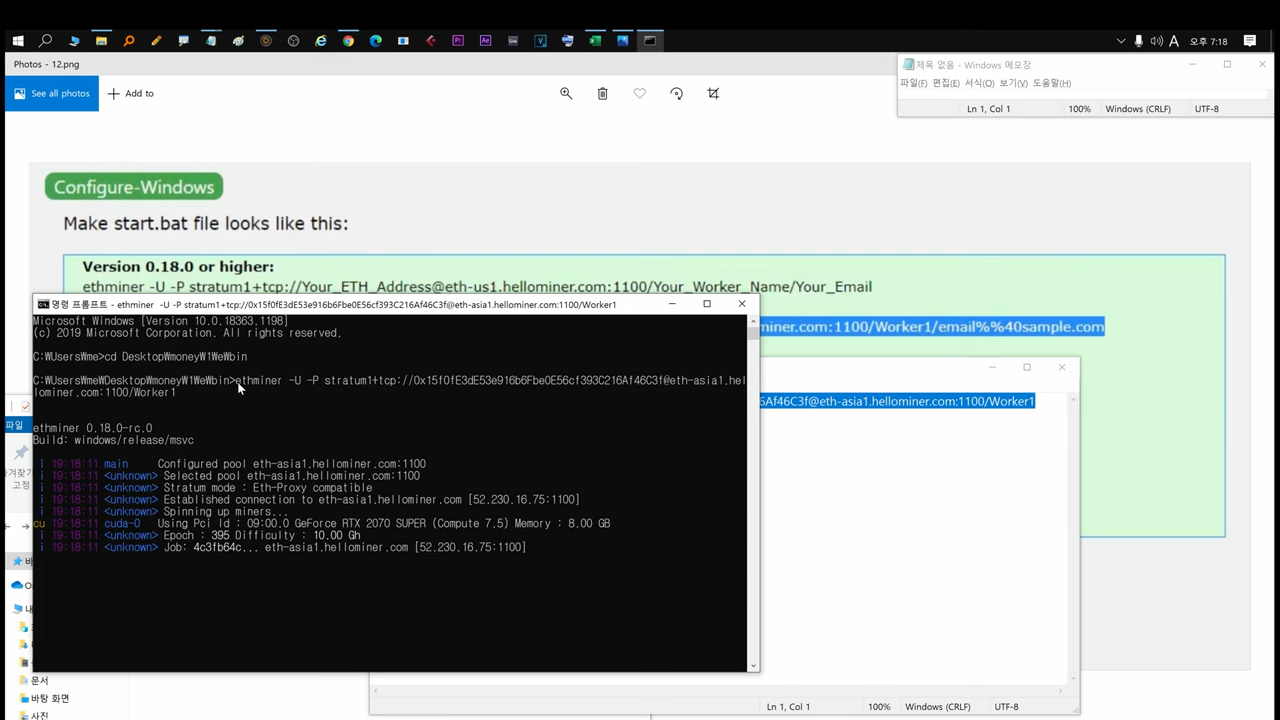 오후 7:18
Photos - 12.png
제목 없음 - Windows 메모장
See all photos
Add to
파일(F) 편집(E) 서식(O) 보기(V) 도움말(H)
Ln 1, Col 1 100% Windows (CRLF) UTF-8
Configure-Windows
Make start.bat file looks like this:
Version 0.18.0 or higher:
ethminer -U -P stratum1+tcp://Your_ETH_Address@eth-us1.hellominer.com:1100/Your_Worker_Name/Your_Email
명령 프롬프트 - ethminer -U -P stratum1+tcp://0x15f0fE3dE53e916b6Fbe0E56cf393C216Af46C3f@eth-asia1.hellominer.com:1100/Worker1
miner.com:1100/Worker1/email%%40sample.com
Microsoft Windows [Version 10.0.18363.1198]
(c) 2019 Microsoft Corporation. All rights reserved.
C:₩Users₩me>cd Desktop₩money₩1₩e₩bin
C:₩Users₩me₩Desktop₩money₩1₩e₩bin>ethminer -U -P stratum1+tcp://0x15f0fE3dE53e916b6Fbe0E56cf393C216Af46C3f@eth-asia1.hel
lominer.com:1100/Worker1
6Af46C3f@eth-asia1.hellominer.com:1100/Worker1
ethminer 0.18.0-rc.0
Build: windows/release/msvc
i 19:18:11 main Configured pool eth-asia1.hellominer.com:1100
i 19:18:11 <unknown> Selected pool eth-asia1.hellominer.com:1100
i 19:18:11 <unknown> Stratum mode : Eth-Proxy compatible
i 19:18:11 <unknown> Established connection to eth-asia1.hellominer.com [52.230.16.75:1100]
i 19:18:11 <unknown> Spinning up miners...
cu 19:18:11 cuda-0 Using Pci Id : 09:00.0 GeForce RTX 2070 SUPER (Compute 7.5) Memory : 8.00 GB
i 19:18:11 <unknown> Epoch : 395 Difficulty : 10.00 Gh
i 19:18:11 <unknown> Job: 4c3fb64c... eth-asia1.hellominer.com [52.230.16.75:1100]
파일
고정
문서
바탕 화면
사진
Ln 1, Col 1 100% Windows (CRLF) UTF-8